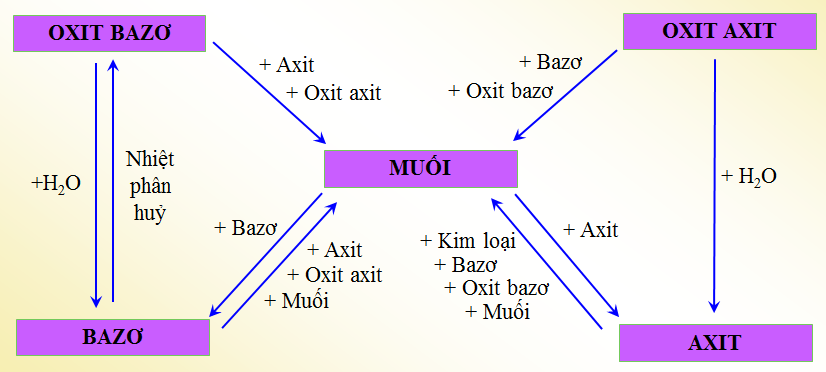 OXIT BAZƠ
OXIT AXIT
+ Axit
+ Oxit axit
+ Bazơ
+ Oxit bazơ
MUỐI
+H₂O
Nhiệt
phân
huỷ
+ H₂O
+ Bazơ
+ Axit
+ Oxit axit
+ Muối
+ Kim loại
+ Bazơ
+ Oxit bazơ
+ Muối
+ Axit
BAZƠ
AXIT